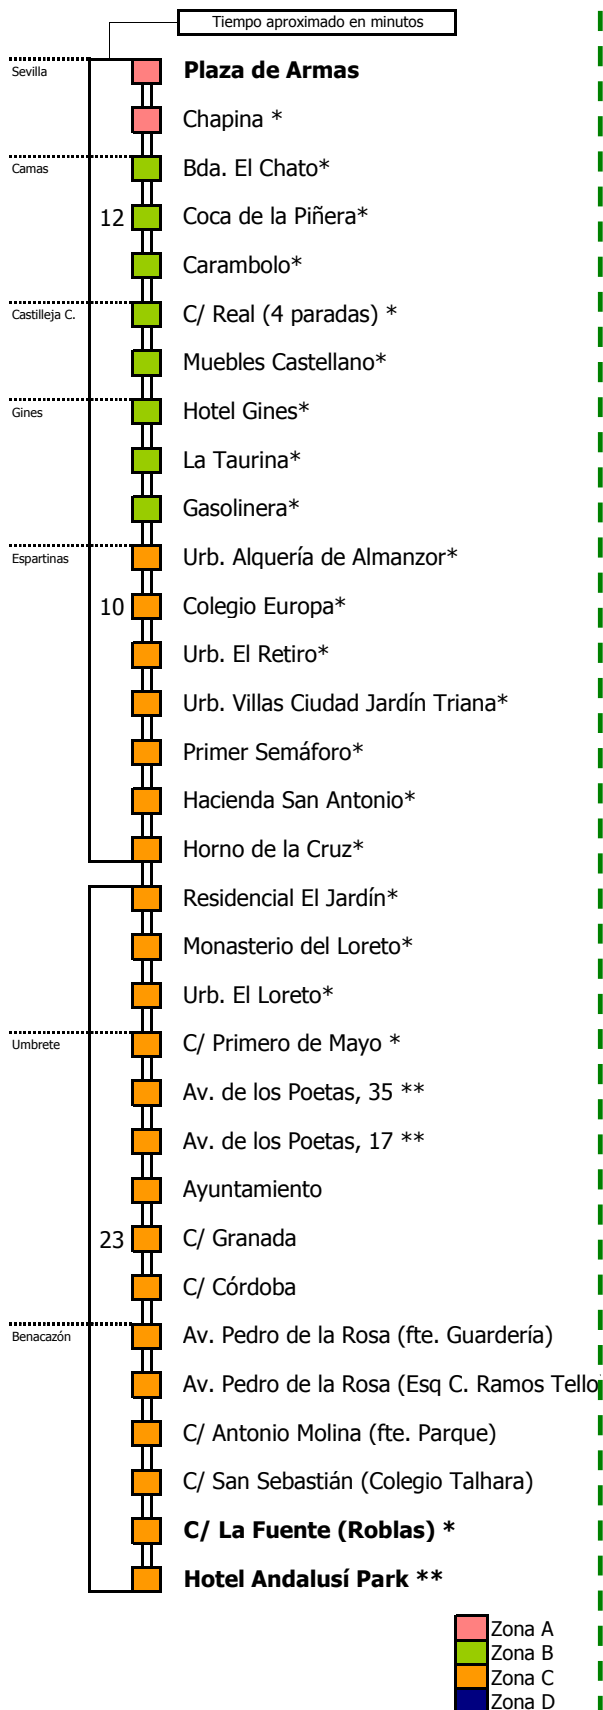 Tiempo aproximado en minutos
Sevilla
Plaza de Armas
Chapina *
Camas
Bda. El Chato*
12
Coca de la Piñera*
Carambolo*
Castilleja C.
C/ Real (4 paradas) *
Muebles Castellano*
Gines
Hotel Gines*
La Taurina*
Gasolinera*
Espartinas
Urb. Alquería de Almanzor*
10
Colegio Europa*
Urb. El Retiro*
Urb. Villas Ciudad Jardín Triana*
Primer Semáforo*
Hacienda San Antonio*
Horno de la Cruz*
Residencial El Jardín*
Monasterio del Loreto*
Urb. El Loreto*
Umbrete
C/ Primero de Mayo *
Av. de los Poetas, 35 **
Av. de los Poetas, 17 **
Ayuntamiento
23
C/ Granada
C/ Córdoba
Benacazón
Av. Pedro de la Rosa (fte. Guardería)
Av. Pedro de la Rosa (Esq C. Ramos Tello
C/ Antonio Molina (fte. Parque)
C/ San Sebastián (Colegio Talhara)
C/ La Fuente (Roblas) *
Hotel Andalusí Park **
Zona A
Zona B
Zona C
Zona D